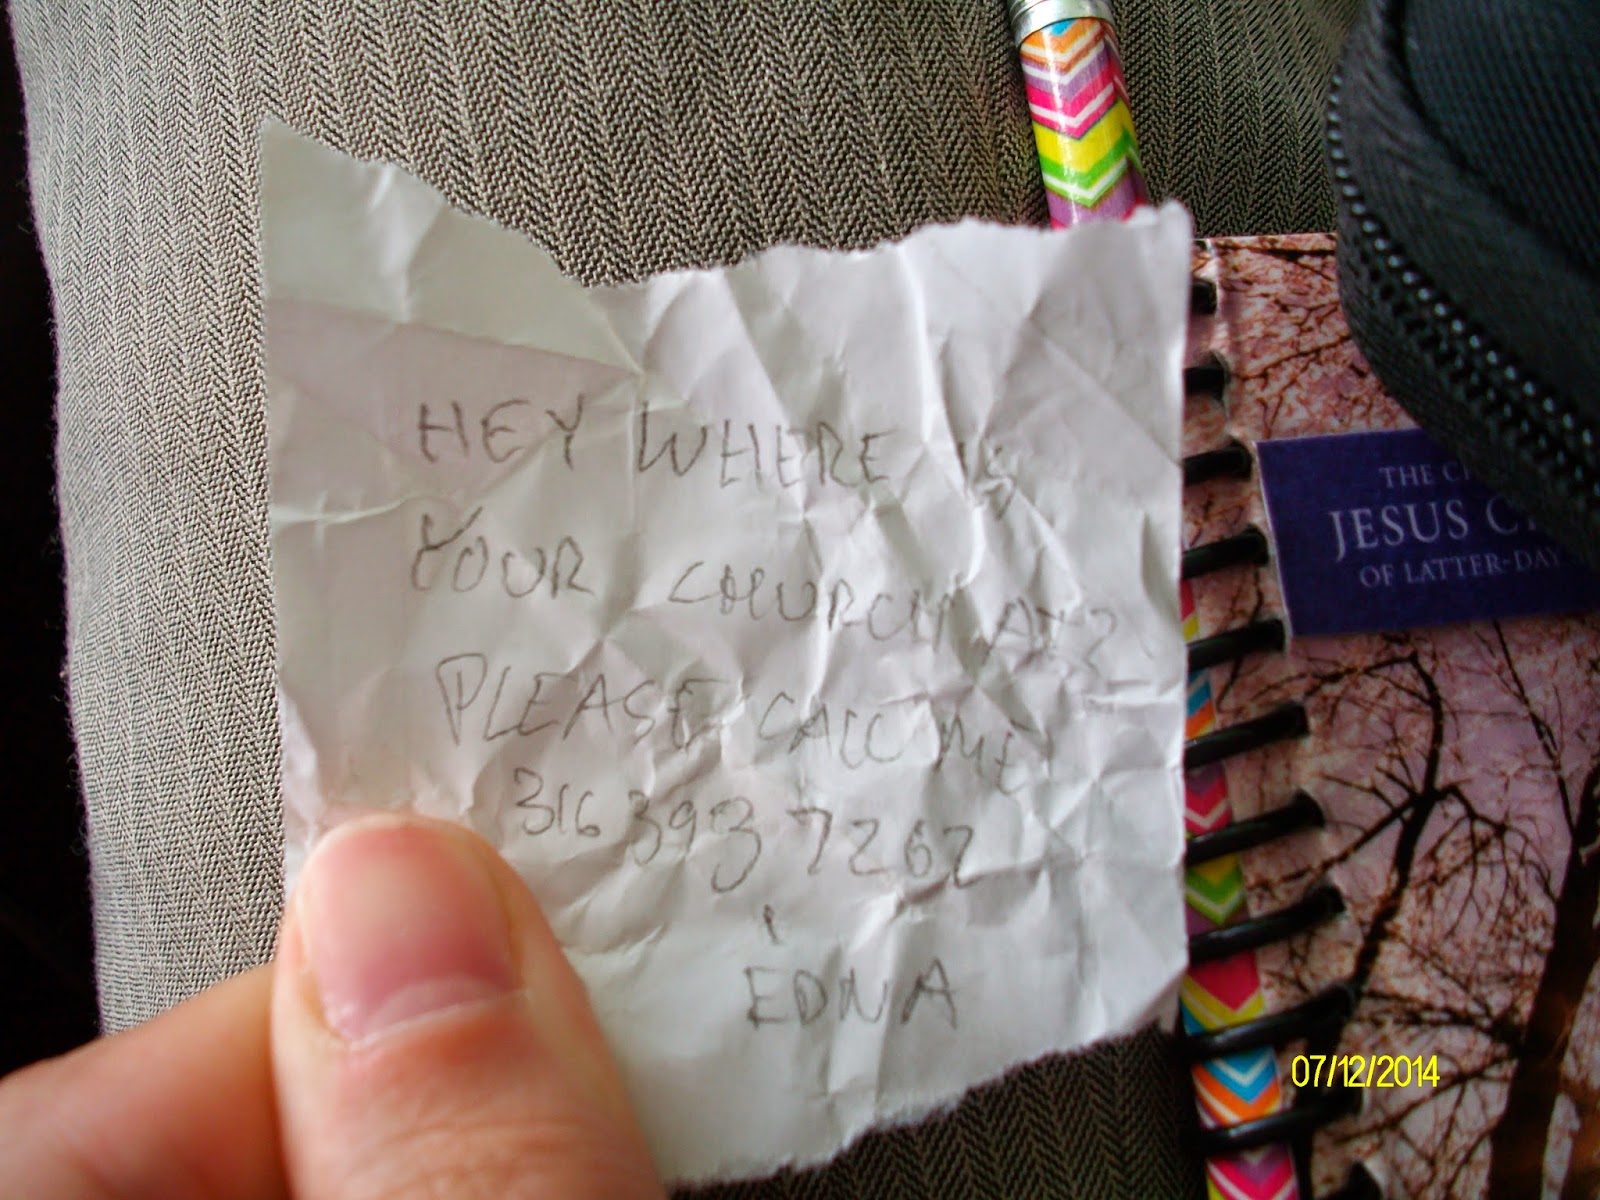 HEY WHERE IS
YOUR CHURCH AT?
PLEASE CALL ME
316 393 7262
EDNA
THE
JESUS
OF LATTER-DAY
07/12/2014